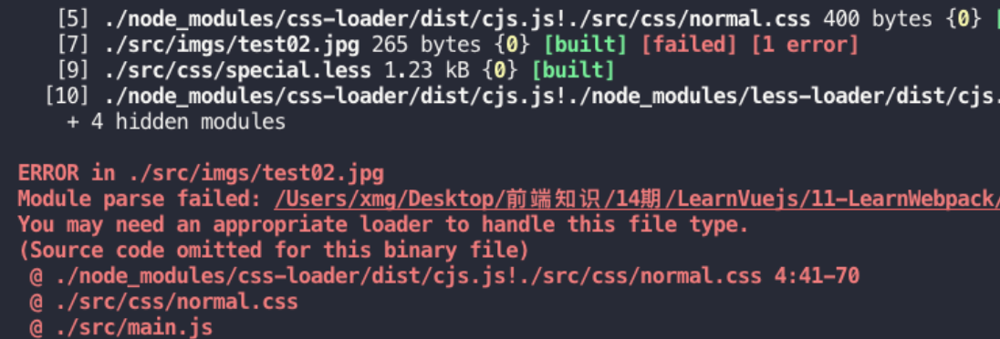 [5] ./node_modules/css-loader/dist/cjs.js!./src/css/normal.css 400 bytes {0}
[7] ./src/imgs/test02.jpg 265 bytes {0} [built] [failed] [1 error]
[9] ./src/css/special.less 1.23 kB {0} [built]
[10] ./node_modules/css-loader/dist/cjs.js!./node_modules/less-loader/dist/cjs.
+ 4 hidden modules
ERROR in ./src/imgs/test02.jpg
Module parse failed: /Users/xmg/Desktop/前端知识/14期/LearnVuejs/11-LearnWebpack/
You may need an appropriate loader to handle this file type.
(Source code omitted for this binary file)
@ ./node_modules/css-loader/dist/cjs.js!./src/css/normal.css 4:41-70
@ ./src/css/normal.css
@ ./src/main.js